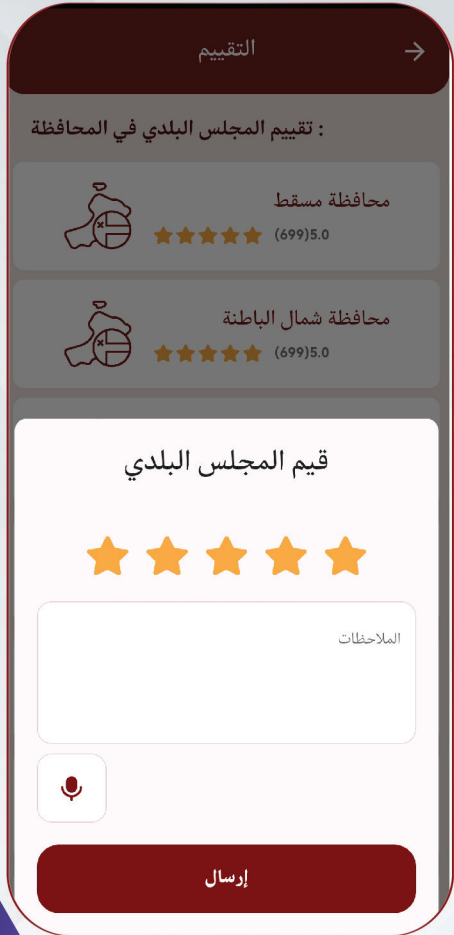 التقييم
تقييم المجلس البلدي في المحافظة :
محافظة مسقط
5.0(699)
محافظة شمال الباطنة
5.0(699)
قيم المجلس البلدي
الملاحظات
إرسال